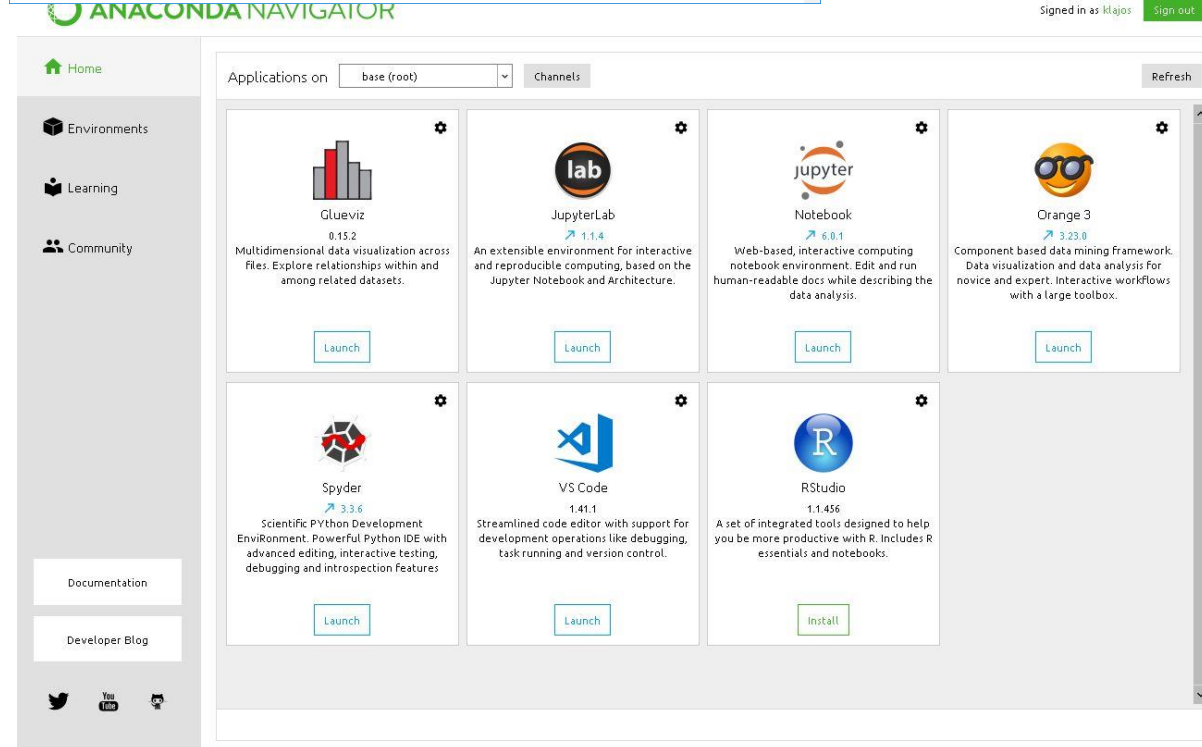 ANACONDA NAVIGATOR
Signed in as klajos
Sign out
Home
Environments
Learning
Community
Documentation
Developer Blog
You
Tube
Applications on
base (root)
Channels
Refresh
Glueviz
0.15.2
Multidimensional data visualization across
files. Explore relationships within and
among related datasets.
Launch
lab
JupyterLab
1.1.4
An extensible environment for interactive
and reproducible computing, based on the
Jupyter Notebook and Architecture.
Launch
jupyter
Notebook
6.0.1
Web-based, interactive computing
notebook environment. Edit and run
human-readable docs while describing the
data analysis.
Launch
Orange 3
3.23.0
Component based data mining framework.
Data visualization and data analysis for
novice and expert. Interactive workflows
with a large toolbox.
Launch
Spyder
3.3.6
Scientific PYthon Development
EnviRonment. Powerful Python IDE with
advanced editing, interactive testing,
debugging and introspection features
Launch
VS Code
1.41.1
Streamlined code editor with support for
development operations like debugging,
task running and version control.
Launch
R
RStudio
1.1.456
A set of integrated tools designed to help
you be more productive with R. Includes R
essentials and notebooks.
Install